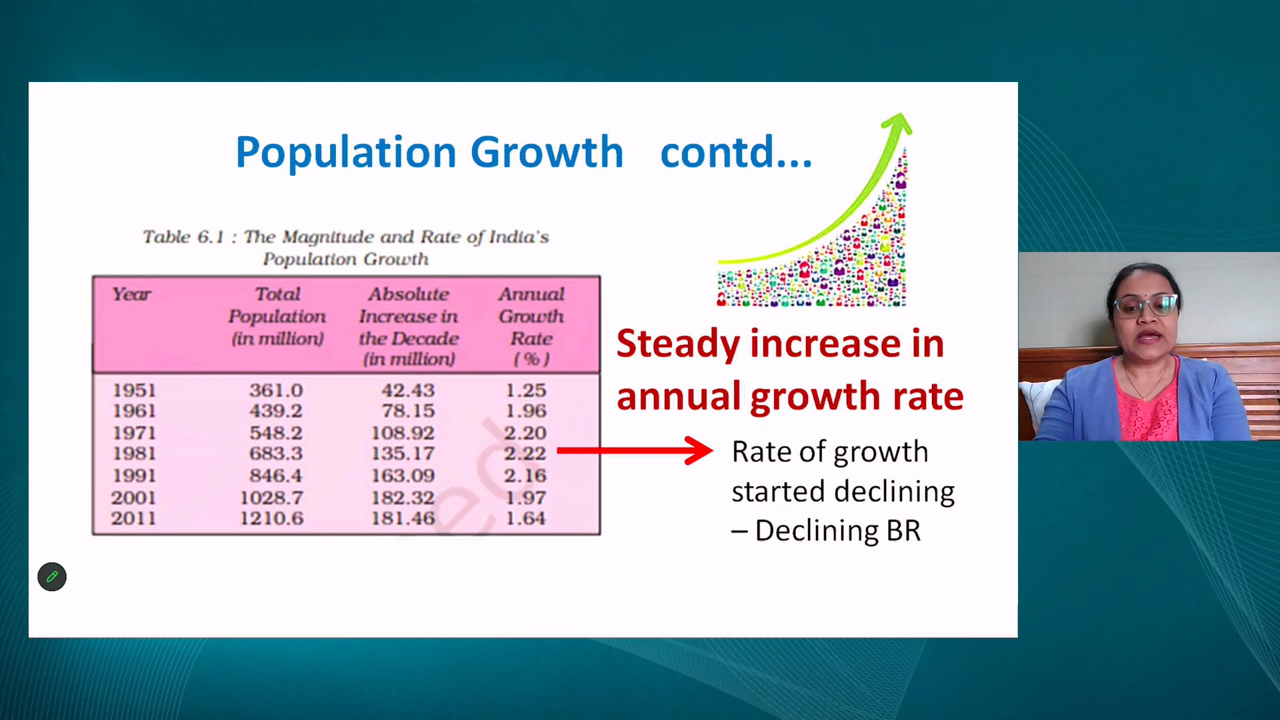 Population Growth contd...
Table 6.1 : The Magnitude and Rate of India's
Population Growth
Year Total Absolute Annual
Population Increase in Growth
(in million) the Decade Rate
(in million) (%)
1951 361.0 42.43 1.25
1961 439.2 78.15 1.96
1971 548.2 108.92 2.20
1981 683.3 135.17 2.22
1991 846.4 163.09 2.16
2001 1028.7 182.32 1.97
2011 1210.6 181.46 1.64
Steady increase in
annual growth rate
Rate of growth
started declining
– Declining BR